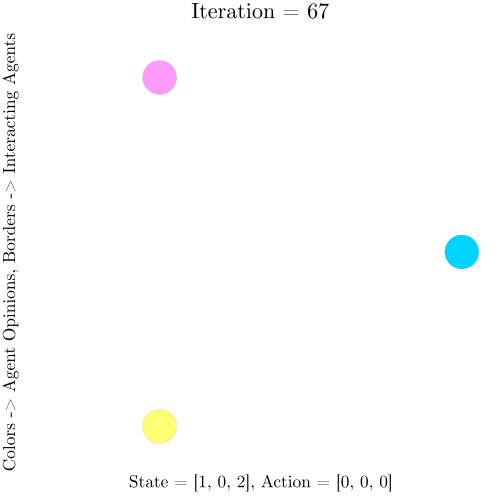 Iteration = 67
Colors -> Agent Opinions, Borders -> Interacting Agents
State = [1, 0, 2], Action = [0, 0, 0]